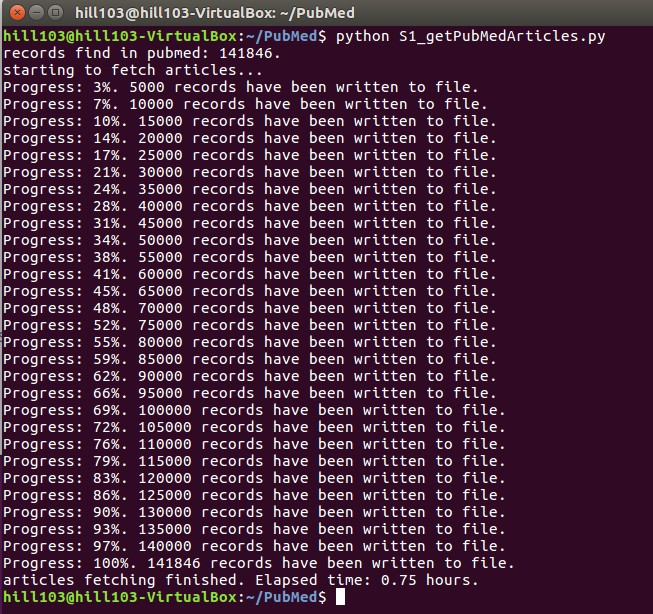 hill103@hill103-VirtualBox: ~/PubMed
hill103@hill103-VirtualBox:~/PubMed$ python S1_getPubMedArticles.py
records find in pubmed: 141846.
starting to fetch articles...
Progress: 3%. 5000 records have been written to file.
Progress: 7%. 10000 records have been written to file.
Progress: 10%. 15000 records have been written to file.
Progress: 14%. 20000 records have been written to file.
Progress: 17%. 25000 records have been written to file.
Progress: 21%. 30000 records have been written to file.
Progress: 24%. 35000 records have been written to file.
Progress: 28%. 40000 records have been written to file.
Progress: 31%. 45000 records have been written to file.
Progress: 34%. 50000 records have been written to file.
Progress: 38%. 55000 records have been written to file.
Progress: 41%. 60000 records have been written to file.
Progress: 45%. 65000 records have been written to file.
Progress: 48%. 70000 records have been written to file.
Progress: 52%. 75000 records have been written to file.
Progress: 55%. 80000 records have been written to file.
Progress: 59%. 85000 records have been written to file.
Progress: 62%. 90000 records have been written to file.
Progress: 66%. 95000 records have been written to file.
Progress: 69%. 100000 records have been written to file.
Progress: 72%. 105000 records have been written to file.
Progress: 76%. 110000 records have been written to file.
Progress: 79%. 115000 records have been written to file.
Progress: 83%. 120000 records have been written to file.
Progress: 86%. 125000 records have been written to file.
Progress: 90%. 130000 records have been written to file.
Progress: 93%. 135000 records have been written to file.
Progress: 97%. 140000 records have been written to file.
Progress: 100%. 141846 records have been written to file.
articles fetching finished. Elapsed time: 0.75 hours.
hill103@hill103-VirtualBox:~/PubMed$